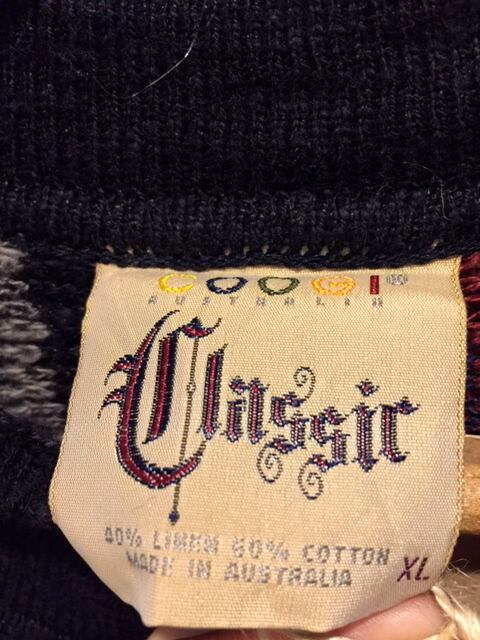 COOGI®
AUSTRALIA
Classic
40% LINEN 60% COTTON
MADE IN AUSTRALIA XL